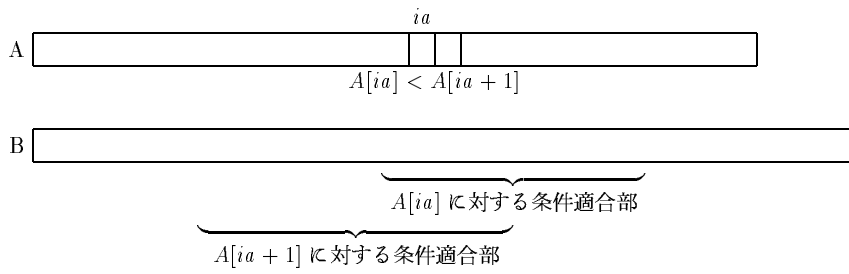 ia
A
A[ia] < A[ia + 1]
B
A[ia] に対する条件適合部
A[ia + 1] に対する条件適合部